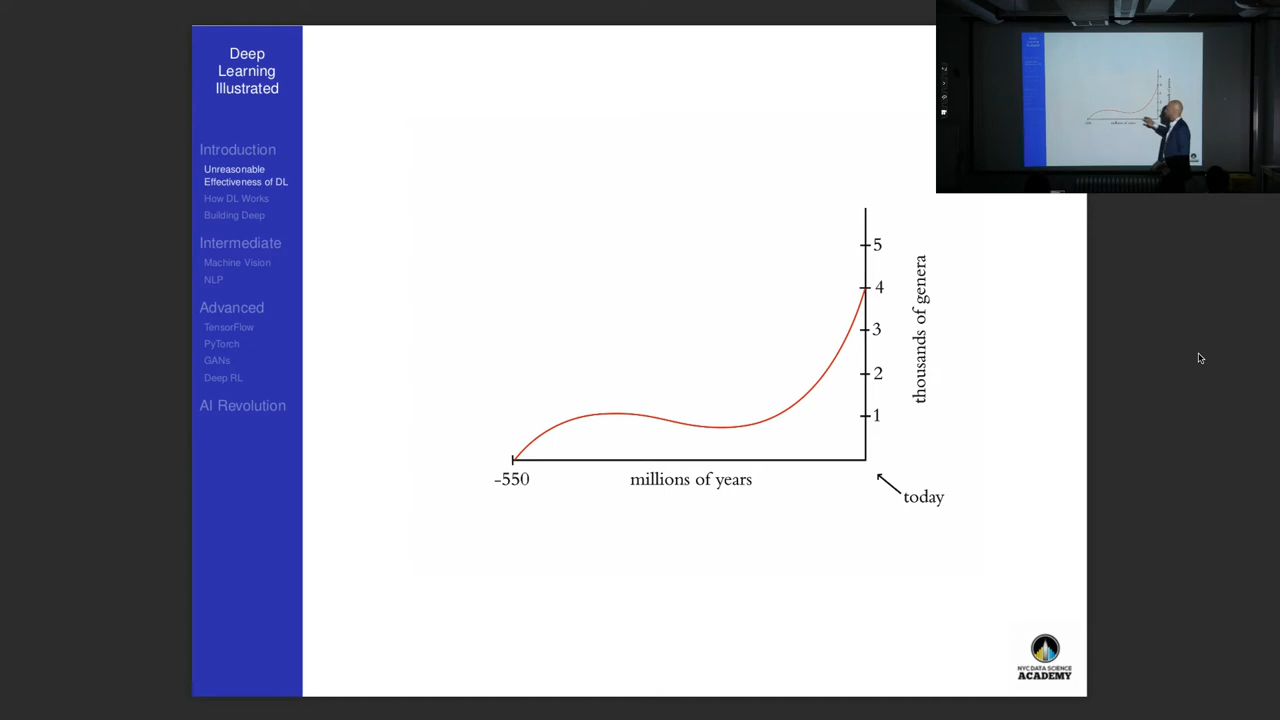 Deep
Learning
Illustrated
Introduction
Unreasonable
Effectiveness of DL
How DL Works
Building Deep
Intermediate
Machine Vision
NLP
Advanced
TensorFlow
PyTorch
GANs
Deep RL
AI Revolution
5
4
3
2
1
thousands of genera
-550
millions of years
today
NYC DATA SCIENCE
ACADEMY